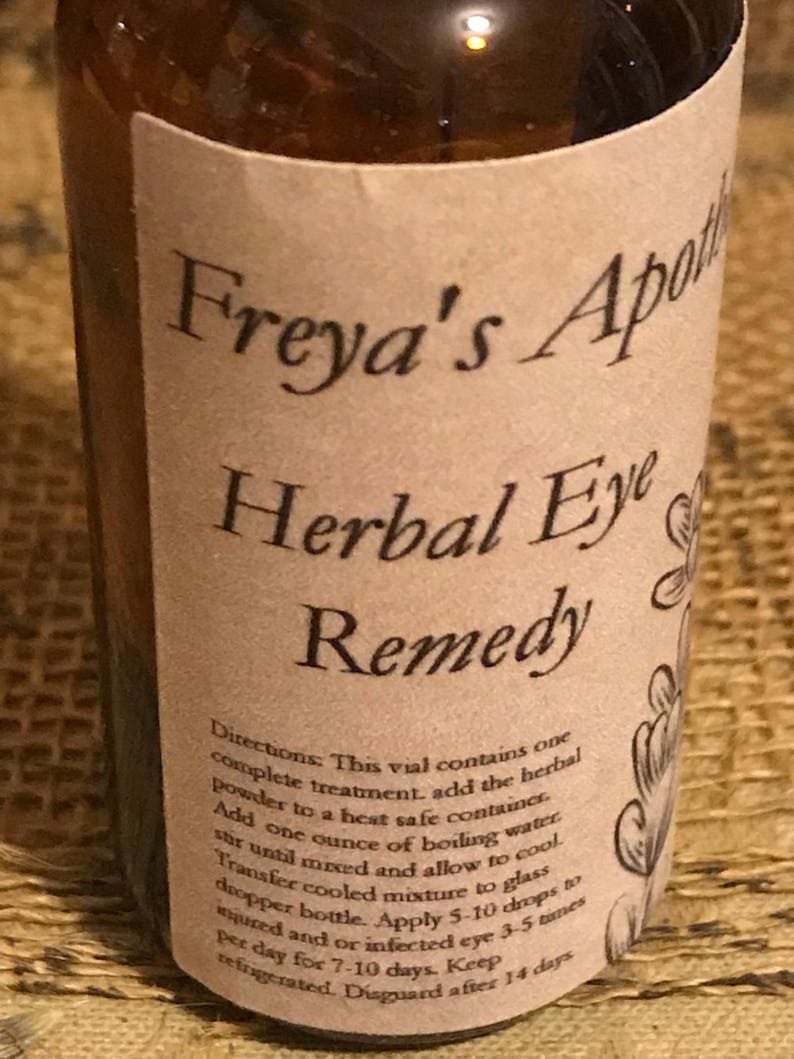 Freya's Apoth
Herbal Eye
Remedy
Directions: This vial contains one
complete treatment. add the herbal
powder to a heat safe container.
Add one ounce of boiling water.
stir until mixed and allow to cool.
Transfer cooled mixture to glass
dropper bottle. Apply 5-10 drops to
injured and or infected eye 3-5 times
per day for 7-10 days. Keep
refrigerated. Disguard after 14 days.